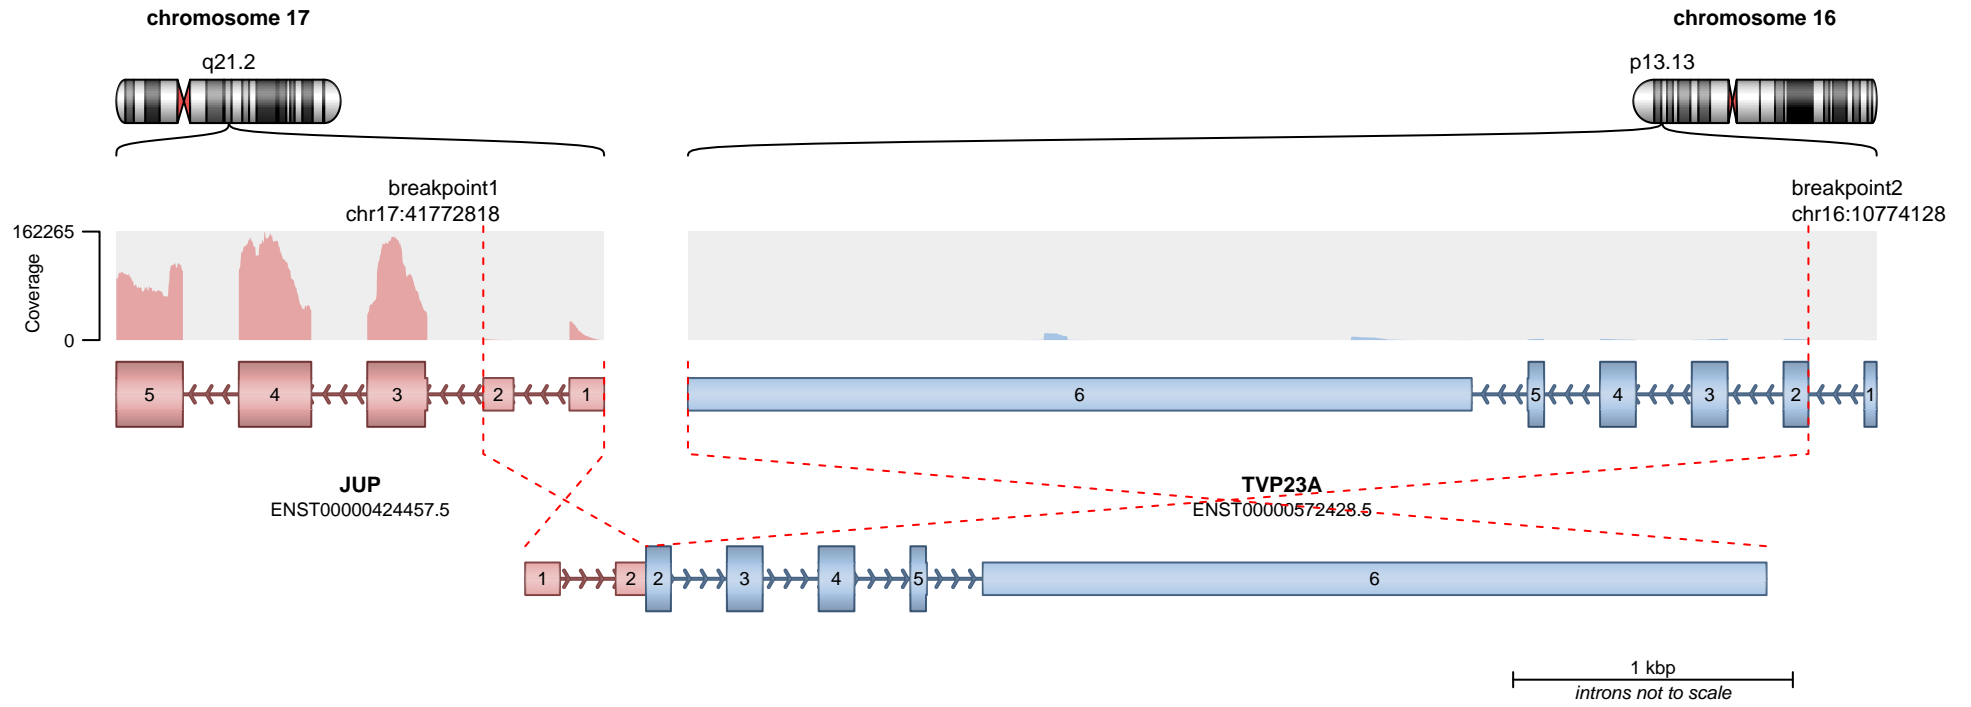 chromosome 17
chromosome 16
q21.2
p13.13
breakpoint1
chr17:41772818
breakpoint2
chr16:10774128
162265
Coverage
0
5 4 3 2 1
6 5 4 3 2 1
JUP
ENST00000424457.5
TVP23A
ENST00000572428.5
1 2 2 3 4 5 6
1 kbp
introns not to scale